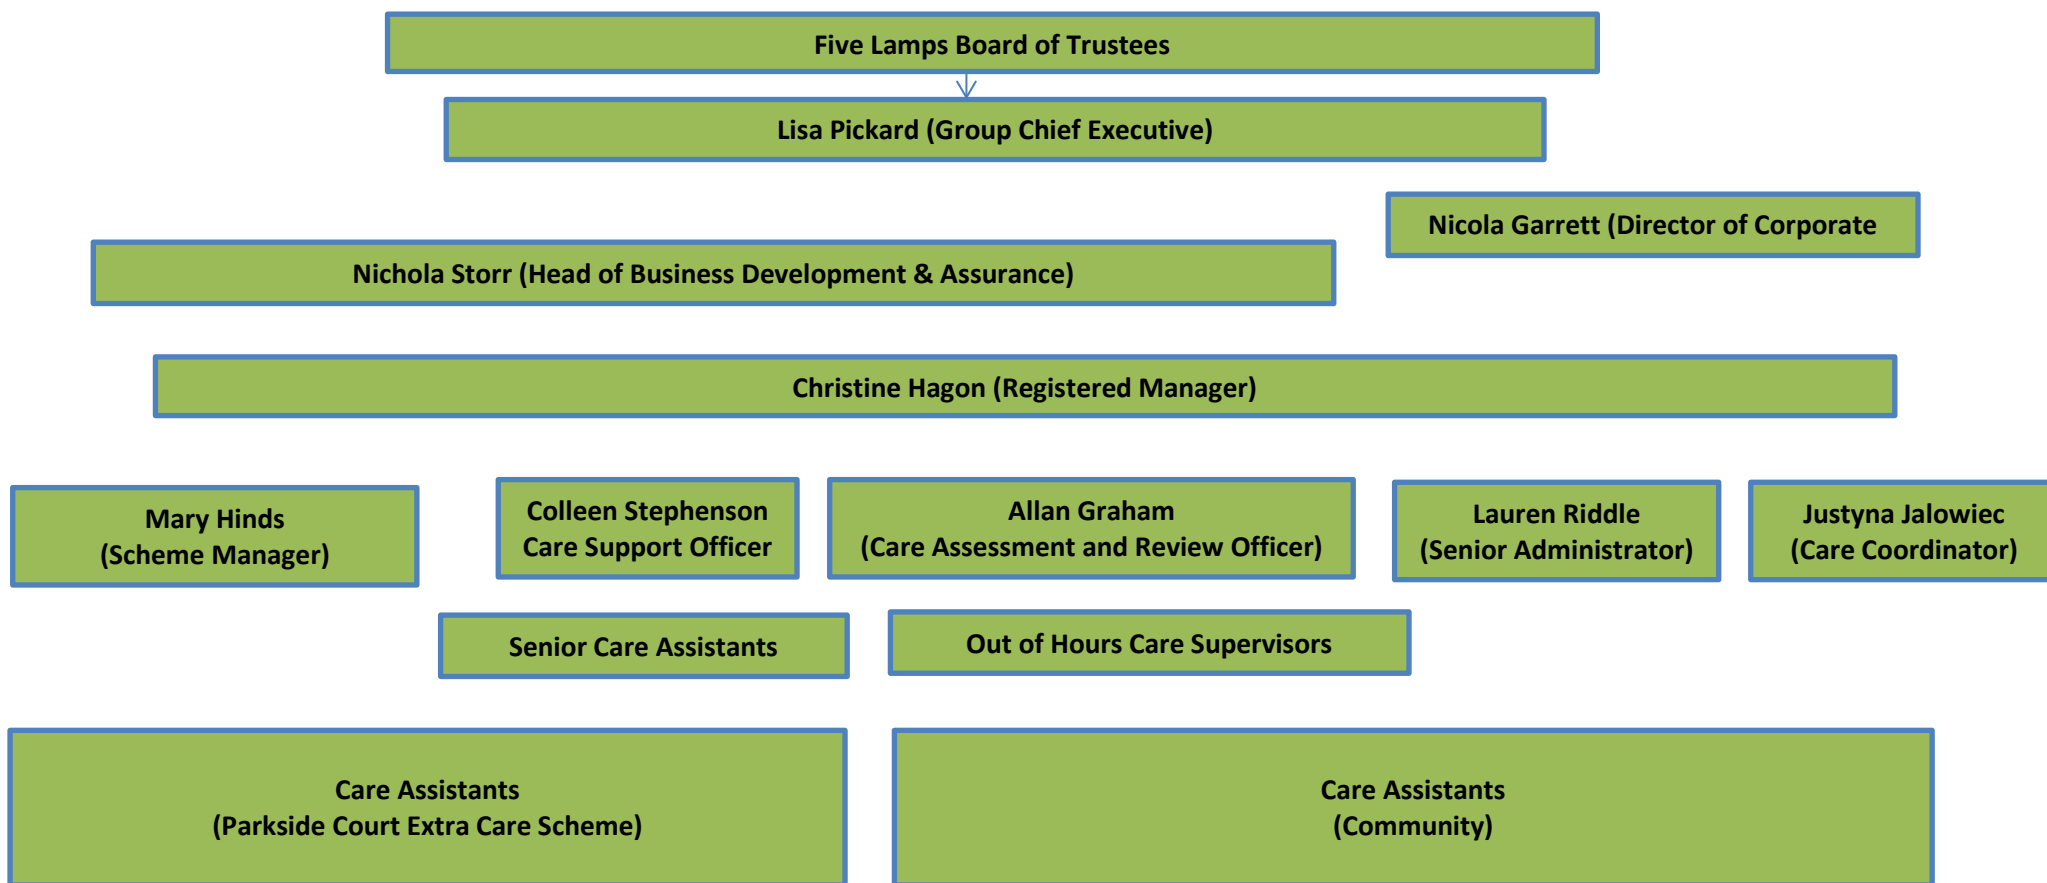 Five Lamps Board of Trustees
Lisa Pickard (Group Chief Executive)
Nicola Garrett (Director of Corporate
Nichola Storr (Head of Business Development & Assurance)
Christine Hagon (Registered Manager)
Mary Hinds
(Scheme Manager)
Colleen Stephenson
Care Support Officer
Allan Graham
(Care Assessment and Review Officer)
Lauren Riddle
(Senior Administrator)
Justyna Jalowiec
(Care Coordinator)
Senior Care Assistants
Out of Hours Care Supervisors
Care Assistants
(Parkside Court Extra Care Scheme)
Care Assistants
(Community)